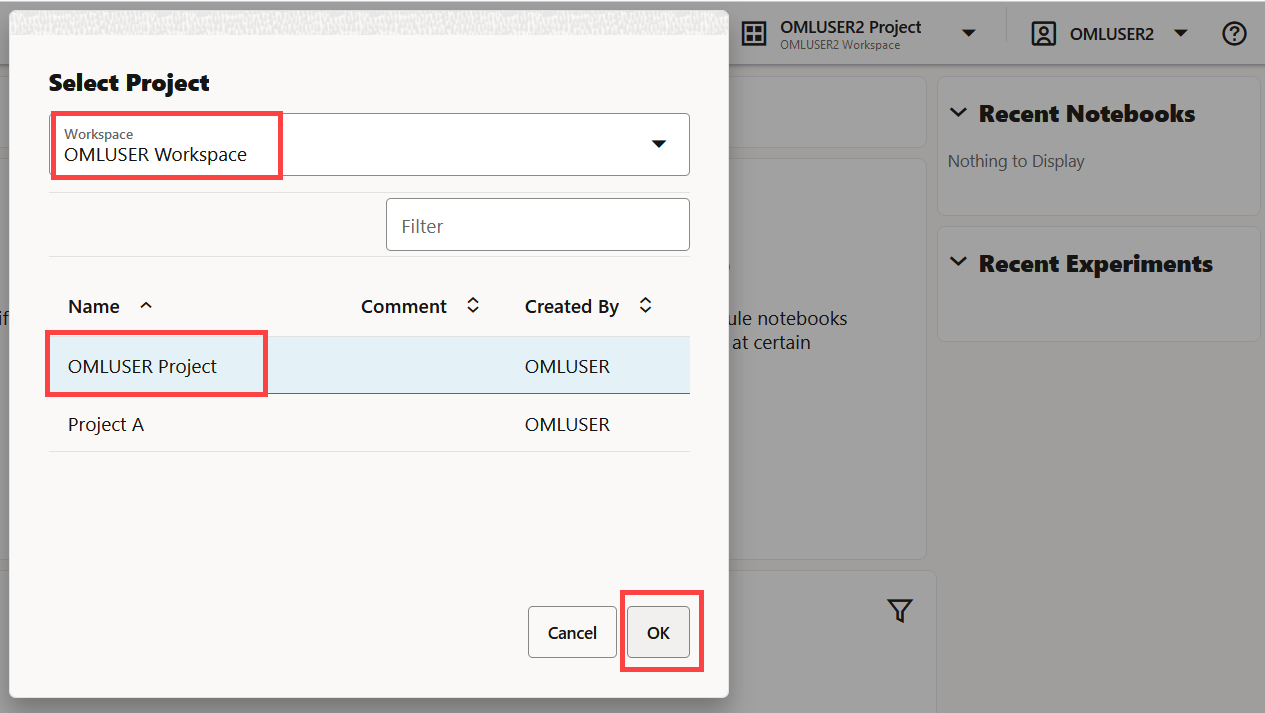 OMLUSER2 Project
OMLUSER2 Workspace
OMLUSER2
Select Project
Workspace
OMLUSER Workspace
Filter
Name
Comment
Created By
OMLUSER Project
OMLUSER
Project A
OMLUSER
Cancel
OK
Recent Notebooks
Nothing to Display
Recent Experiments
if
ule notebooks
at certain